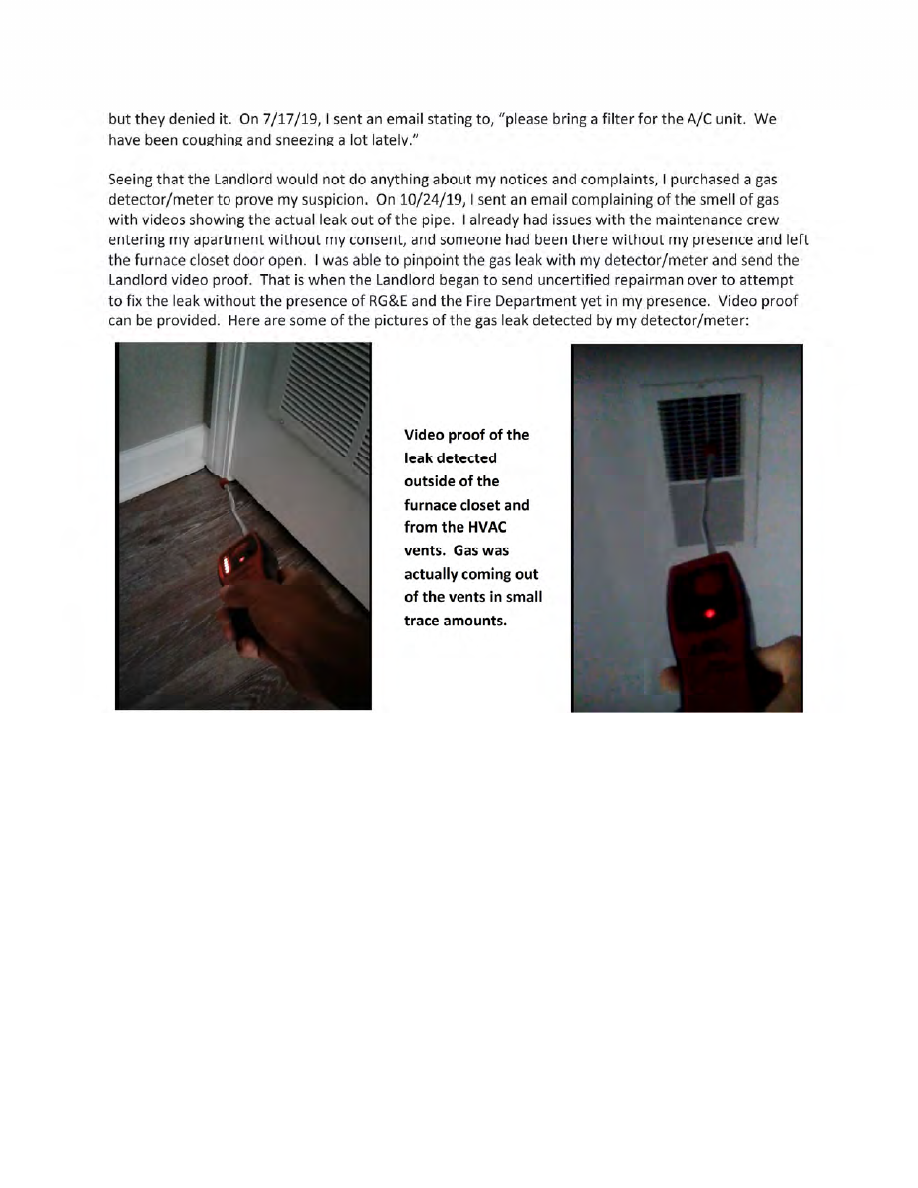 but they denied it.  On 7/17/19, I sent an email stating to, “please bring a filter for the A/C unit.  We
have been coughing and sneezing a lot lately.”
Seeing that the Landlord would not do anything about my notices and complaints, I purchased a gas
detector/meter to prove my suspicion.  On 10/24/19, I sent an email complaining of the smell of gas
with videos showing the actual leak out of the pipe.  I already had issues with the maintenance crew
entering my apartment without my consent, and someone had been there without my presence and left
the furnace closet door open.  I was able to pinpoint the gas leak with my detector/meter and send the
Landlord video proof.  That is when the Landlord began to send uncertified repairman over to attempt
to fix the leak without the presence of RG&E and the Fire Department yet in my presence.  Video proof
can be provided.  Here are some of the pictures of the gas leak detected by my detector/meter:
Video proof of the
leak detected
outside of the
furnace closet and
from the HVAC
vents.  Gas was
actually coming out
of the vents in small
trace amounts.